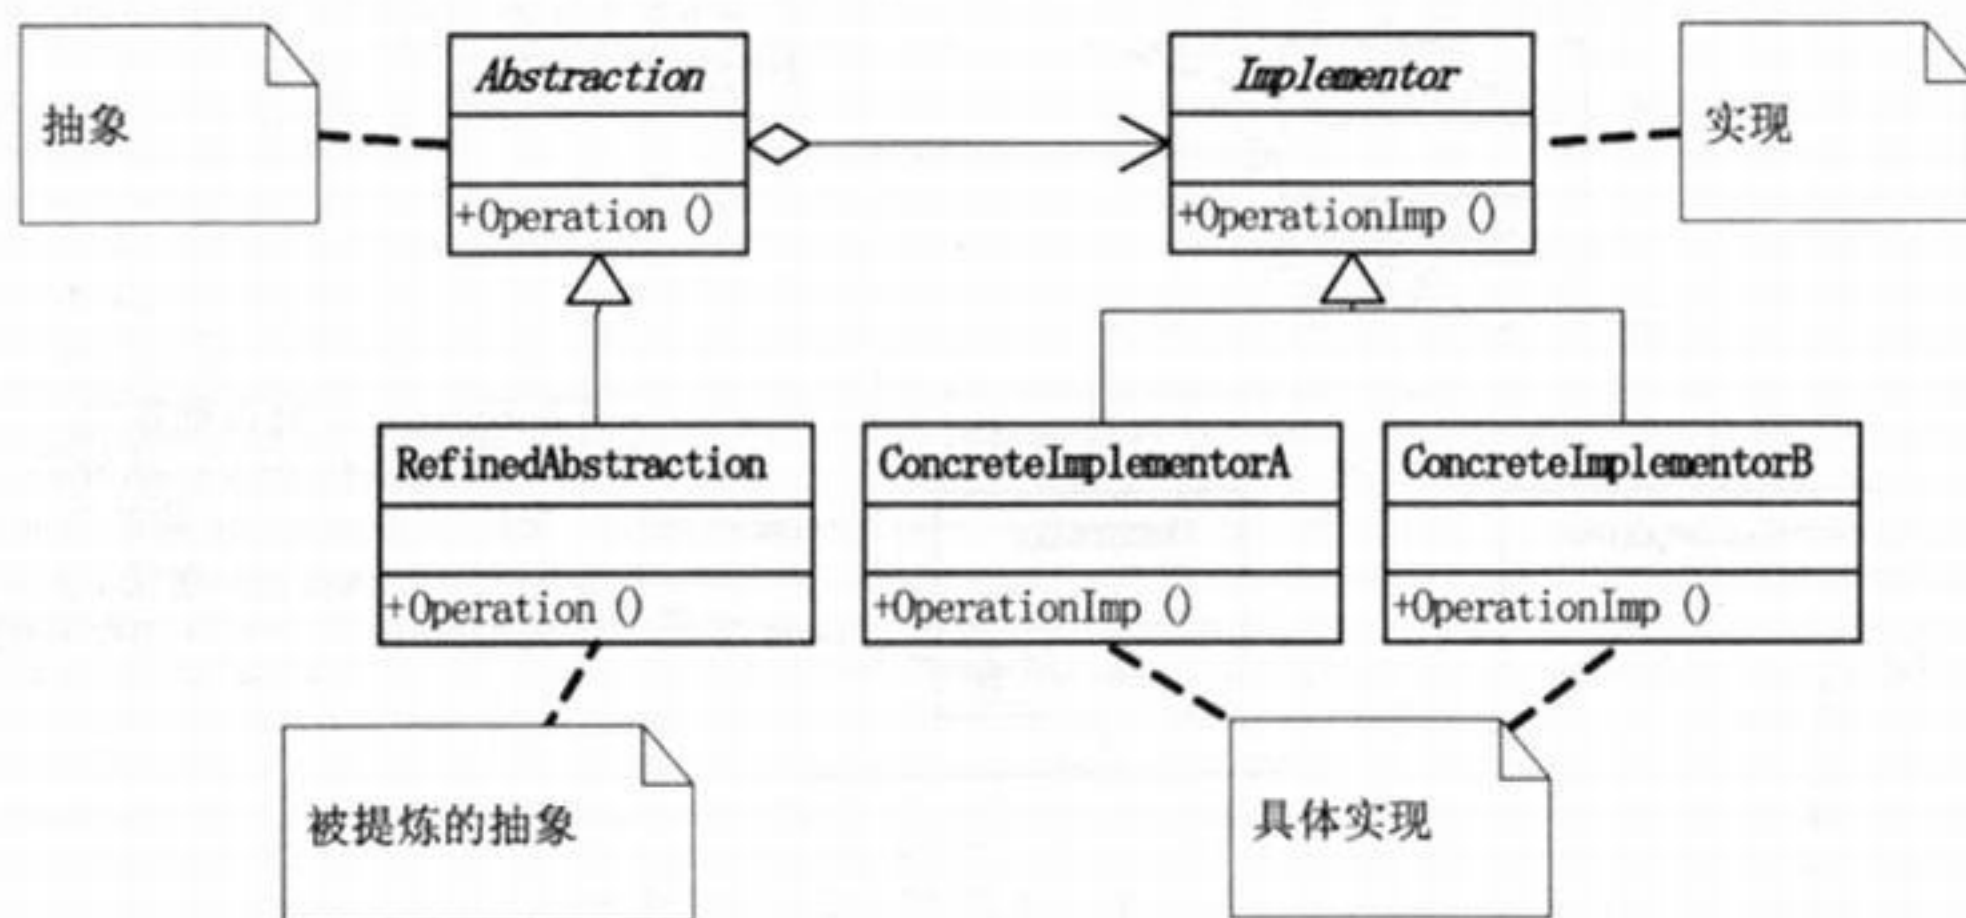 抽象
Abstraction
+Operation ()
Implementor
+OperationImp ()
实现
RefinedAbstraction
+Operation ()
ConcreteImplementorA
+OperationImp ()
ConcreteImplementorB
+OperationImp ()
被提炼的抽象
具体实现